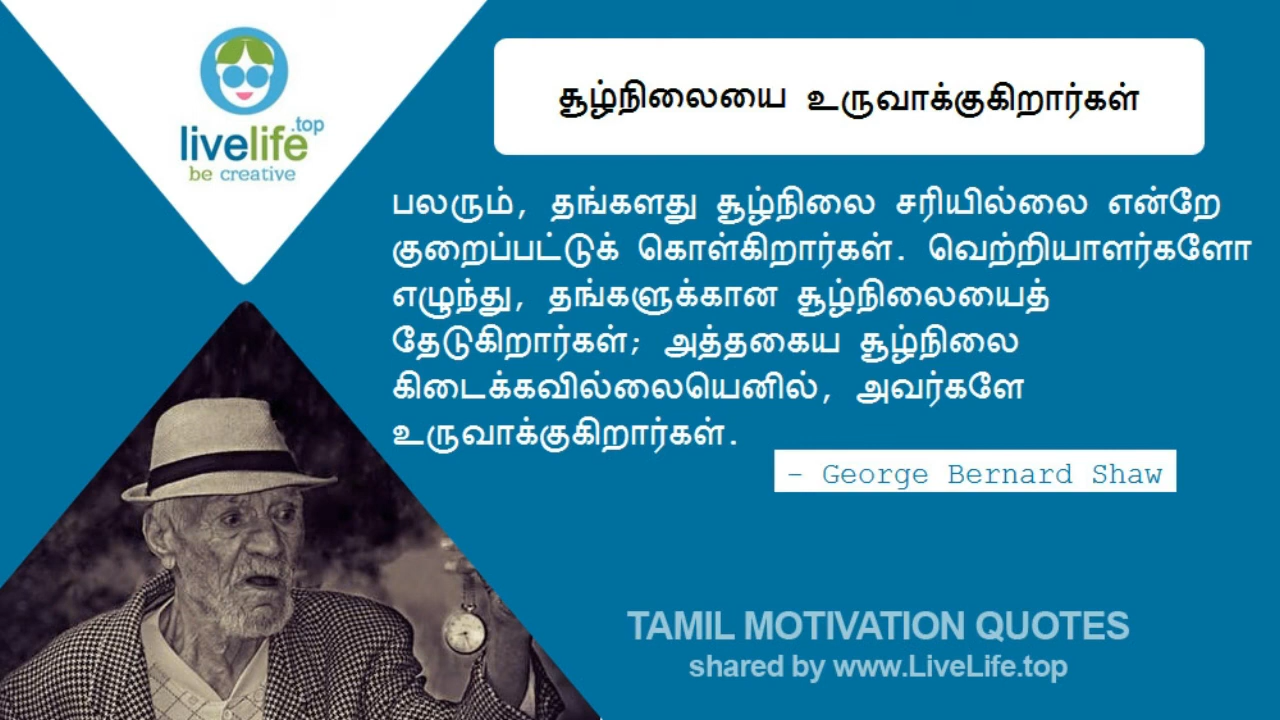 livelife.top
be creative
சூழ்நிலையை உருவாக்குகிறார்கள்
பலரும், தங்களது சூழ்நிலை சரியில்லை என்றே
குறைப்பட்டுக் கொள்கிறார்கள். வெற்றியாளர்களோ
எழுந்து, தங்களுக்கான சூழ்நிலையைத்
தேடுகிறார்கள்; அத்தகைய சூழ்நிலை
கிடைக்கவில்லையெனில், அவர்களே
உருவாக்குகிறார்கள்.
– George Bernard Shaw
TAMIL MOTIVATION QUOTES
shared by www.LiveLife.top